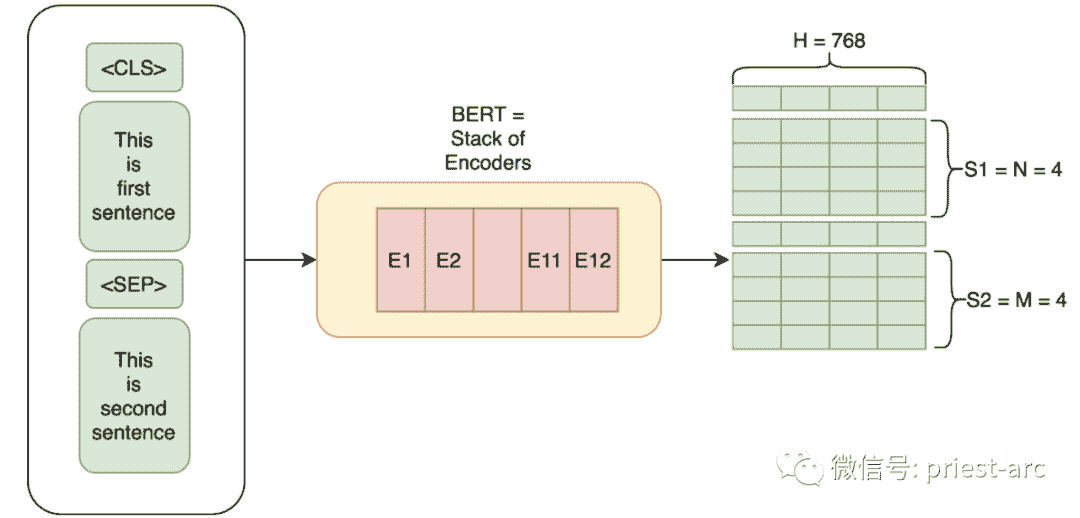 <CLS>
This
is
first
sentence
<SEP>
This
is
second
sentence
BERT =
Stack of
Encoders
E1 E2 E11 E12
H = 768
S1 = N = 4
S2 = M = 4
微信号: priest-arc